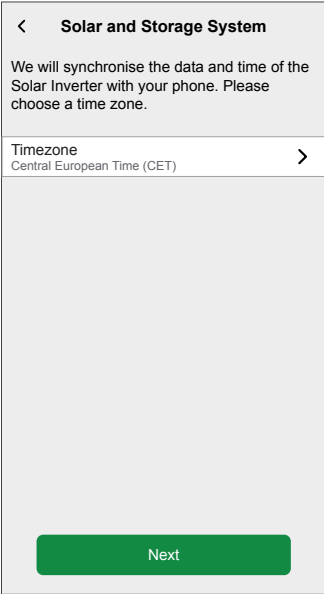 Solar and Storage System
We will synchronise the data and time of the
Solar Inverter with your phone. Please
choose a time zone.
Timezone
Central European Time (CET)
Next